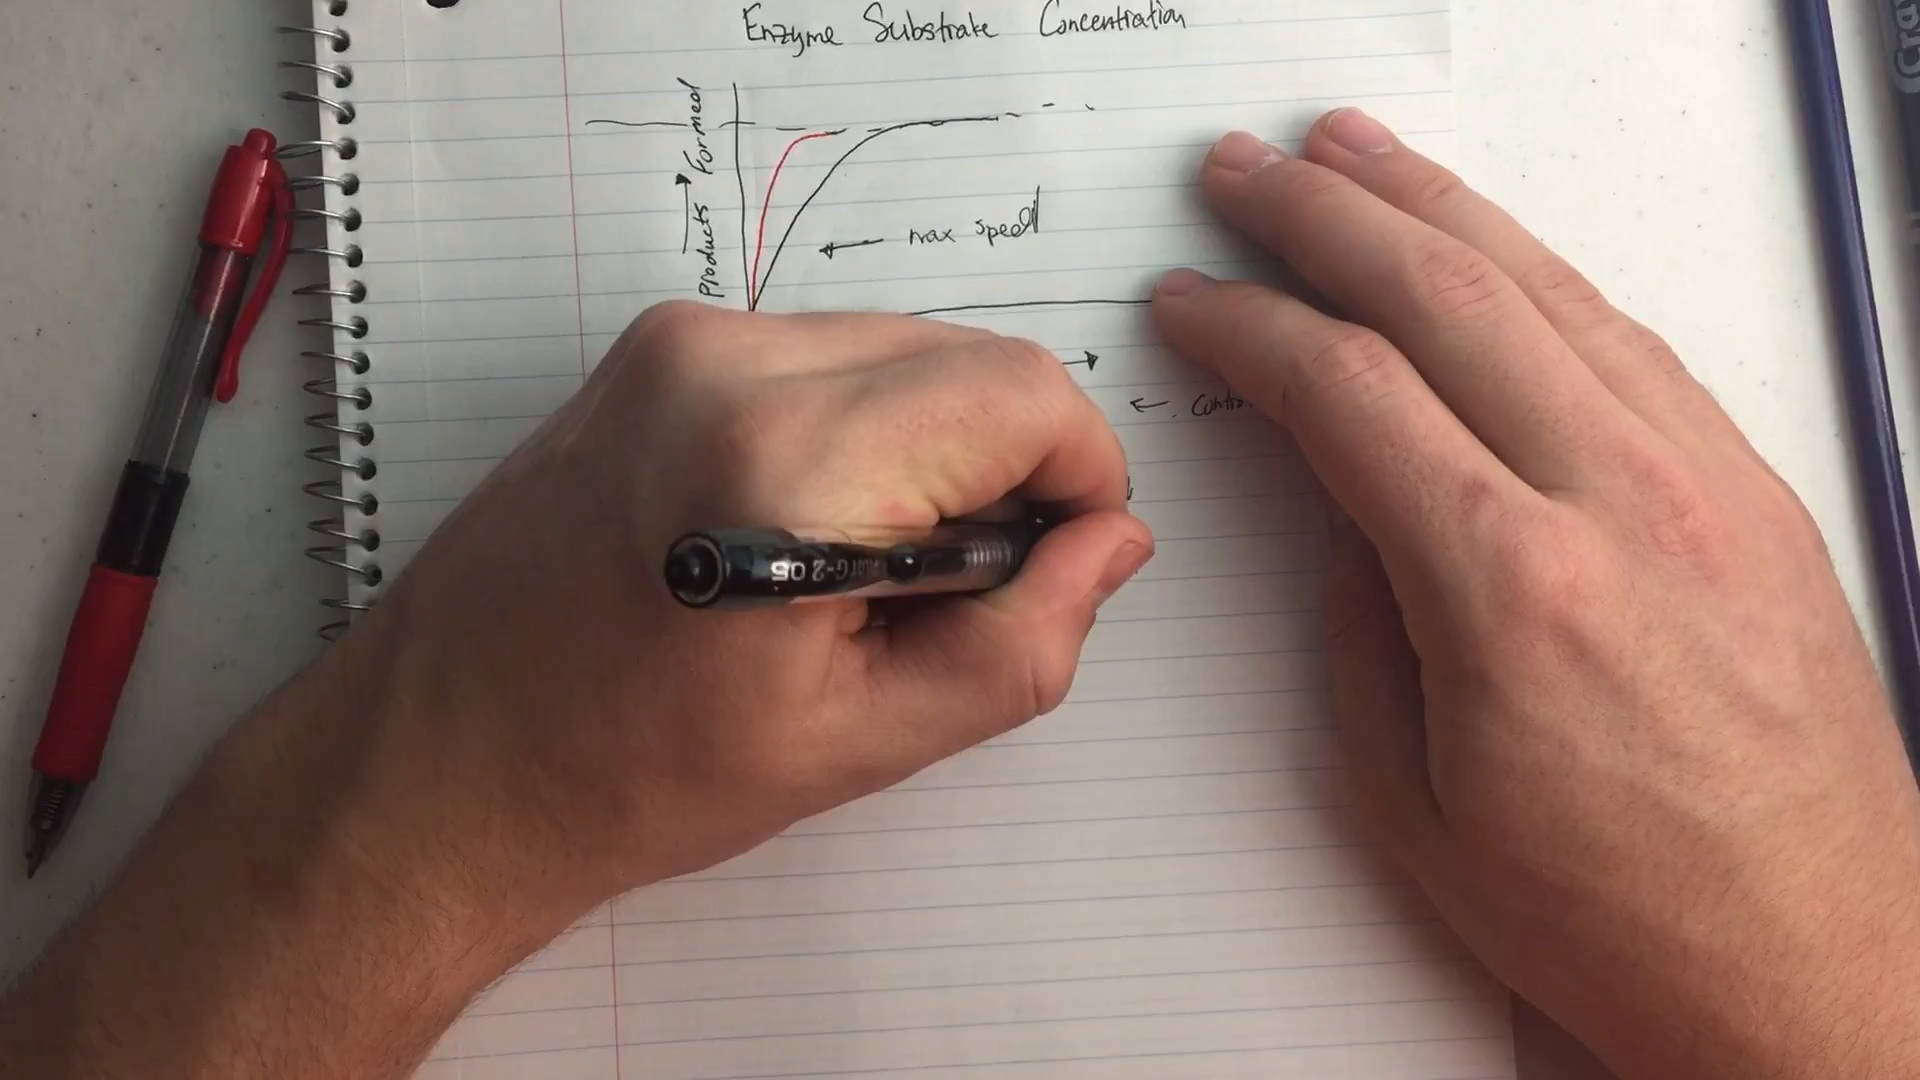 Enzyme Substrate Concentration
Products Formed
max speed
PILOT G-2 05